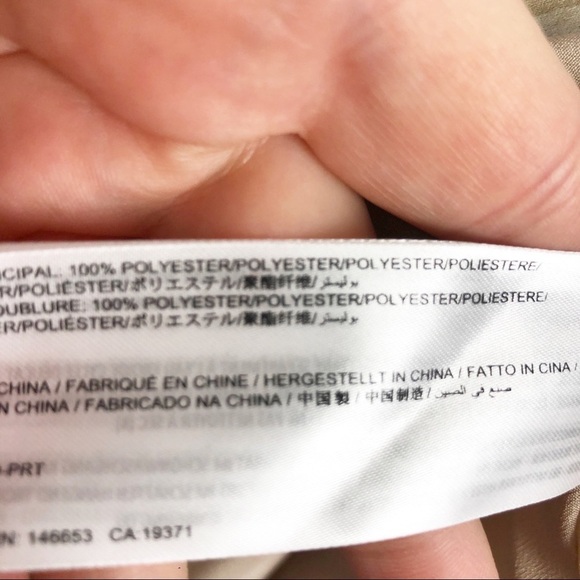 CIPAL: 100% POLYESTER/POLYESTER/POLYESTER/POLIESTERE/
R/POLIÉSTER/ポリエステル/聚酯纤维/بوليستر
OUBLURE: 100% POLYESTER/POLYESTER/POLYESTER/POLIESTERE/
ER/POLIÉSTER/ポリエステル/聚酯纤维/بوليستر
CHINA / FABRIQUÉ EN CHINE / HERGESTELLT IN CHINA / FATTO IN CINA /
N CHINA / FABRICADO NA CHINA / 中国製 / 中国制造 / صنع في الصين
-PRT
N: 146653 CA 19371